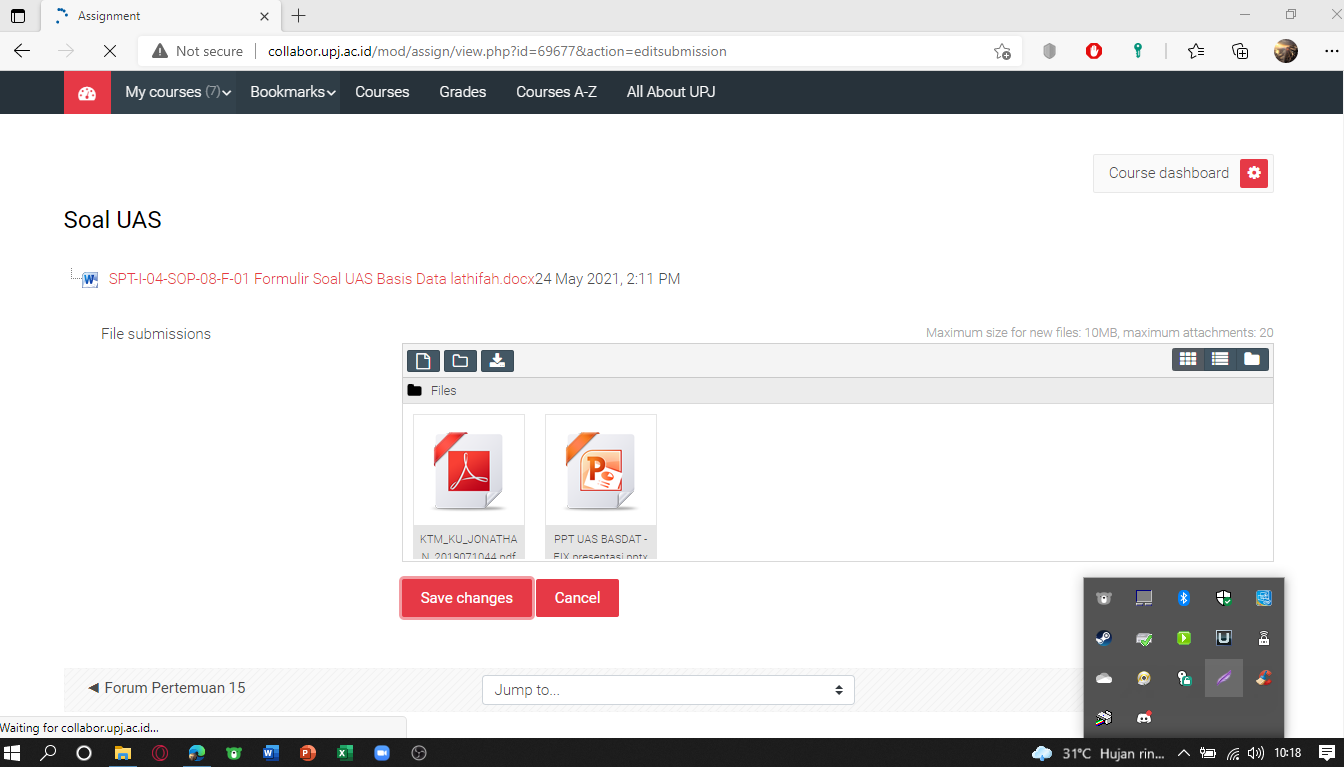 Assignment
Not secure
collabor.upj.ac.id/mod/assign/view.php?id=69677&action=editsubmission
My courses (7)
Bookmarks
Courses
Grades
Courses A-Z
All About UPJ
Course dashboard
Soal UAS
SPT-I-04-SOP-08-F-01 Formulir Soal UAS Basis Data lathifah.docx24 May 2021, 2:11 PM
File submissions
Maximum size for new files: 10MB, maximum attachments: 20
Files
KTM_KU_JONATHA
N_2019071044.pdf
PPT UAS BASDAT -
FIX presentasi.pptx
Save changes
Cancel
◄ Forum Pertemuan 15
Jump to...
Waiting for collabor.upj.ac.id...
31°C Hujan rin...
10:18